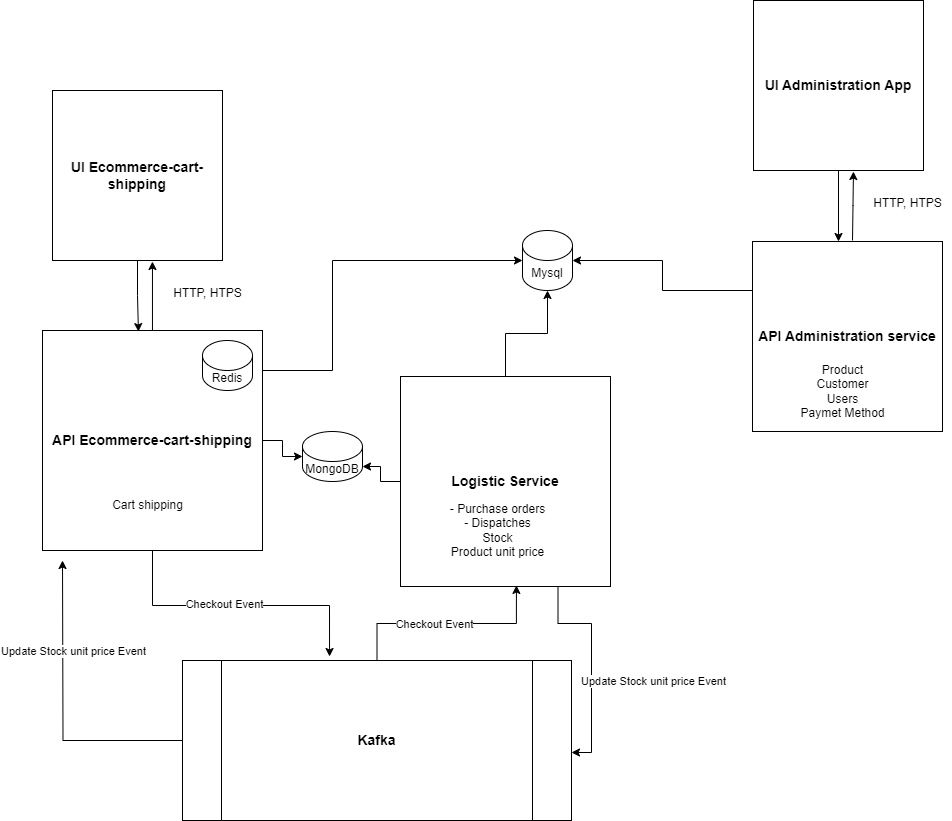 UI Administration App
UI Ecommerce-cart-
shipping
HTTP, HTPS
Mysql
HTTP, HTPS
API Administration service
Product
Customer
Users
Paymet Method
Redis
API Ecommerce-cart-shipping
Cart shipping
MongoDB
Logistic Service
- Purchase orders
- Dispatches
Stock
Product unit price
Checkout Event
Checkout Event
Update Stock unit price Event
Update Stock unit price Event
Kafka